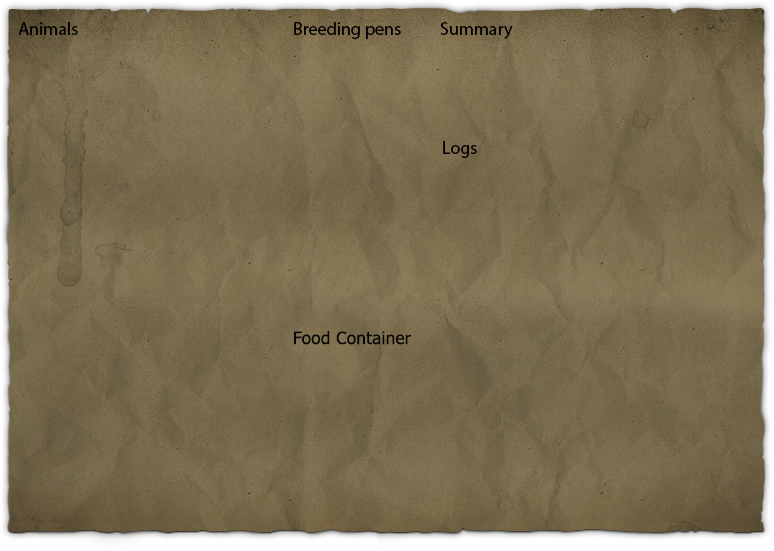 Animals
Breeding pens
Summary
Logs
Food Container